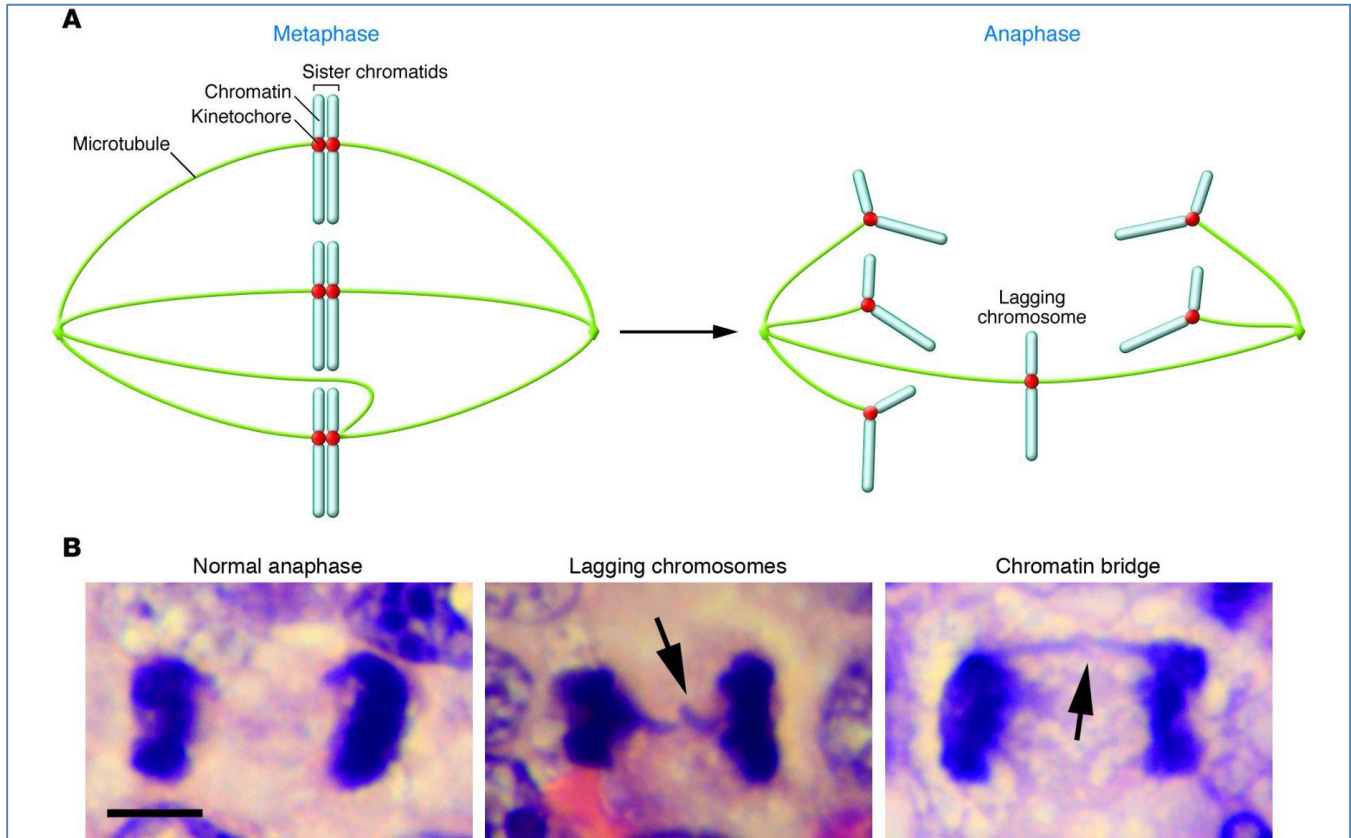 A
Metaphase
Anaphase
Sister chromatids
Chromatin
Kinetochore
Microtubule
Lagging
chromosome
B
Normal anaphase
Lagging chromosomes
Chromatin bridge